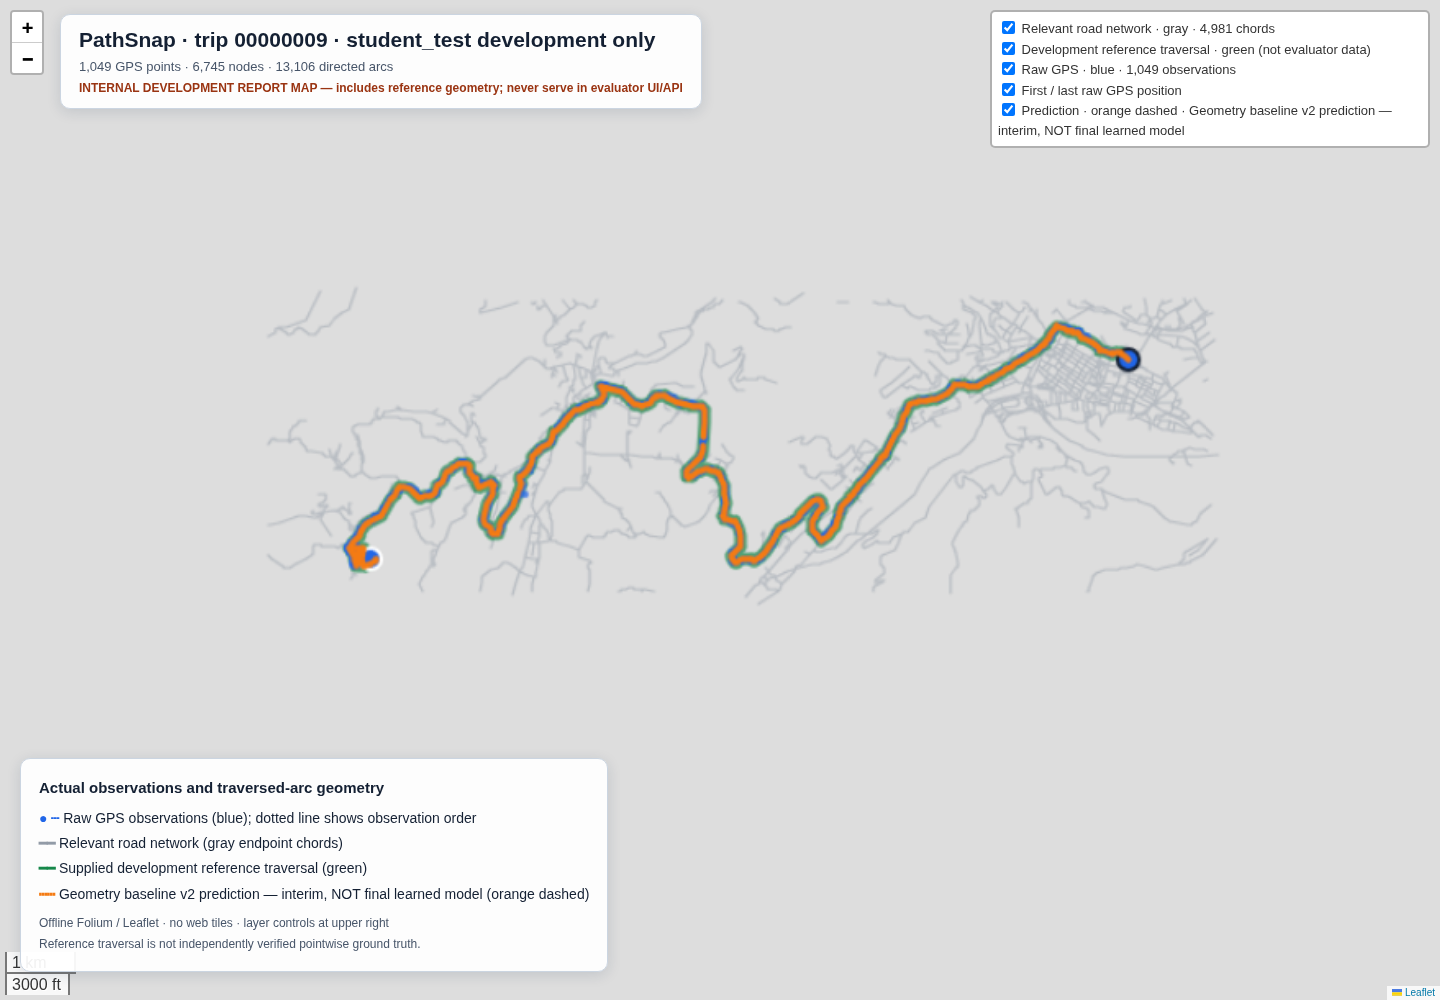 +
−
PathSnap · trip 00000009 · student_test development only
1,049 GPS points · 6,745 nodes · 13,106 directed arcs
INTERNAL DEVELOPMENT REPORT MAP — includes reference geometry; never serve in evaluator UI/API
Relevant road network · gray · 4,981 chords
Development reference traversal · green (not evaluator data)
Raw GPS · blue · 1,049 observations
First / last raw GPS position
Prediction · orange dashed · Geometry baseline v2 prediction —
interim, NOT final learned model
Actual observations and traversed-arc geometry
Raw GPS observations (blue); dotted line shows observation order
Relevant road network (gray endpoint chords)
Supplied development reference traversal (green)
Geometry baseline v2 prediction — interim, NOT final learned model (orange dashed)
Offline Folium / Leaflet · no web tiles · layer controls at upper right
Reference traversal is not independently verified pointwise ground truth.
1 km
3000 ft
Leaflet